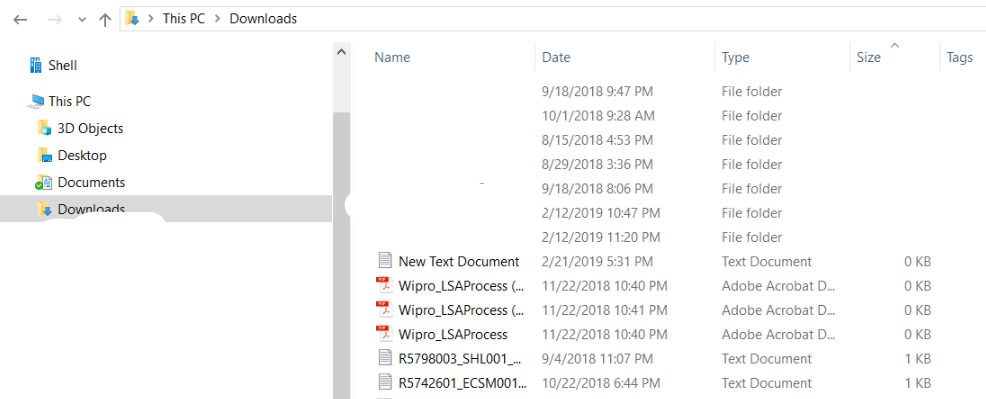 This PC > Downloads
Name Date Type Size Tags
Shell
This PC
3D Objects
Desktop
Documents
Downloads
9/18/2018 9:47 PM File folder
10/1/2018 9:28 AM File folder
8/15/2018 4:53 PM File folder
8/29/2018 3:36 PM File folder
9/18/2018 8:06 PM File folder
2/12/2019 10:47 PM File folder
2/12/2019 11:20 PM File folder
New Text Document 2/21/2019 5:31 PM Text Document 0 KB
Wipro_LSAProcess (... 11/22/2018 10:40 PM Adobe Acrobat D... 0 KB
Wipro_LSAProcess (... 11/22/2018 10:41 PM Adobe Acrobat D... 0 KB
Wipro_LSAProcess 11/22/2018 10:40 PM Adobe Acrobat D... 0 KB
R5798003_SHL001_... 9/4/2018 11:07 PM Text Document 1 KB
R5742601_ECSM001... 10/22/2018 6:44 PM Text Document 1 KB